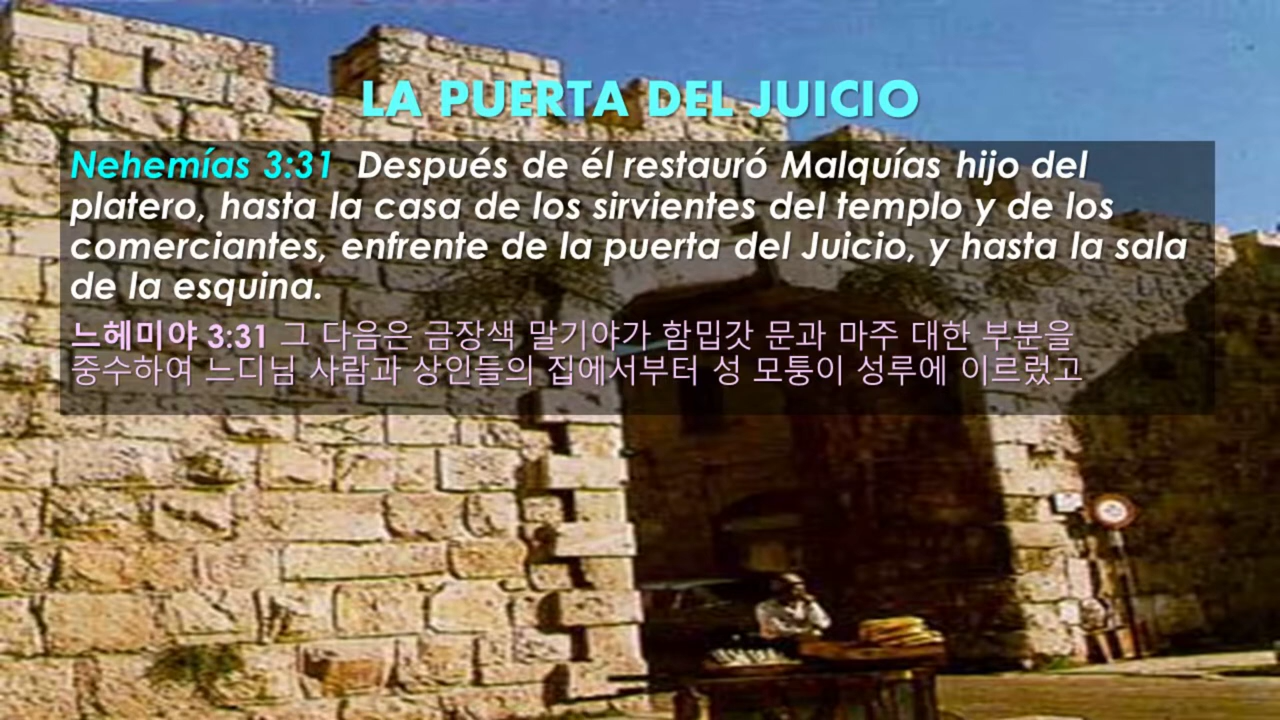 LA PUERTA DEL JUICIO
Nehemías 3:31 Después de él restauró Malquías hijo del
platero, hasta la casa de los sirvientes del templo y de los
comerciantes, enfrente de la puerta del Juicio, y hasta la sala
de la esquina.
느헤미야 3:31 그 다음은 금장색 말기야가 함밉갓 문과 마주 대한 부분을
중수하여 느디님 사람과 상인들의 집에서부터 성 모퉁이 성루에 이르렀고